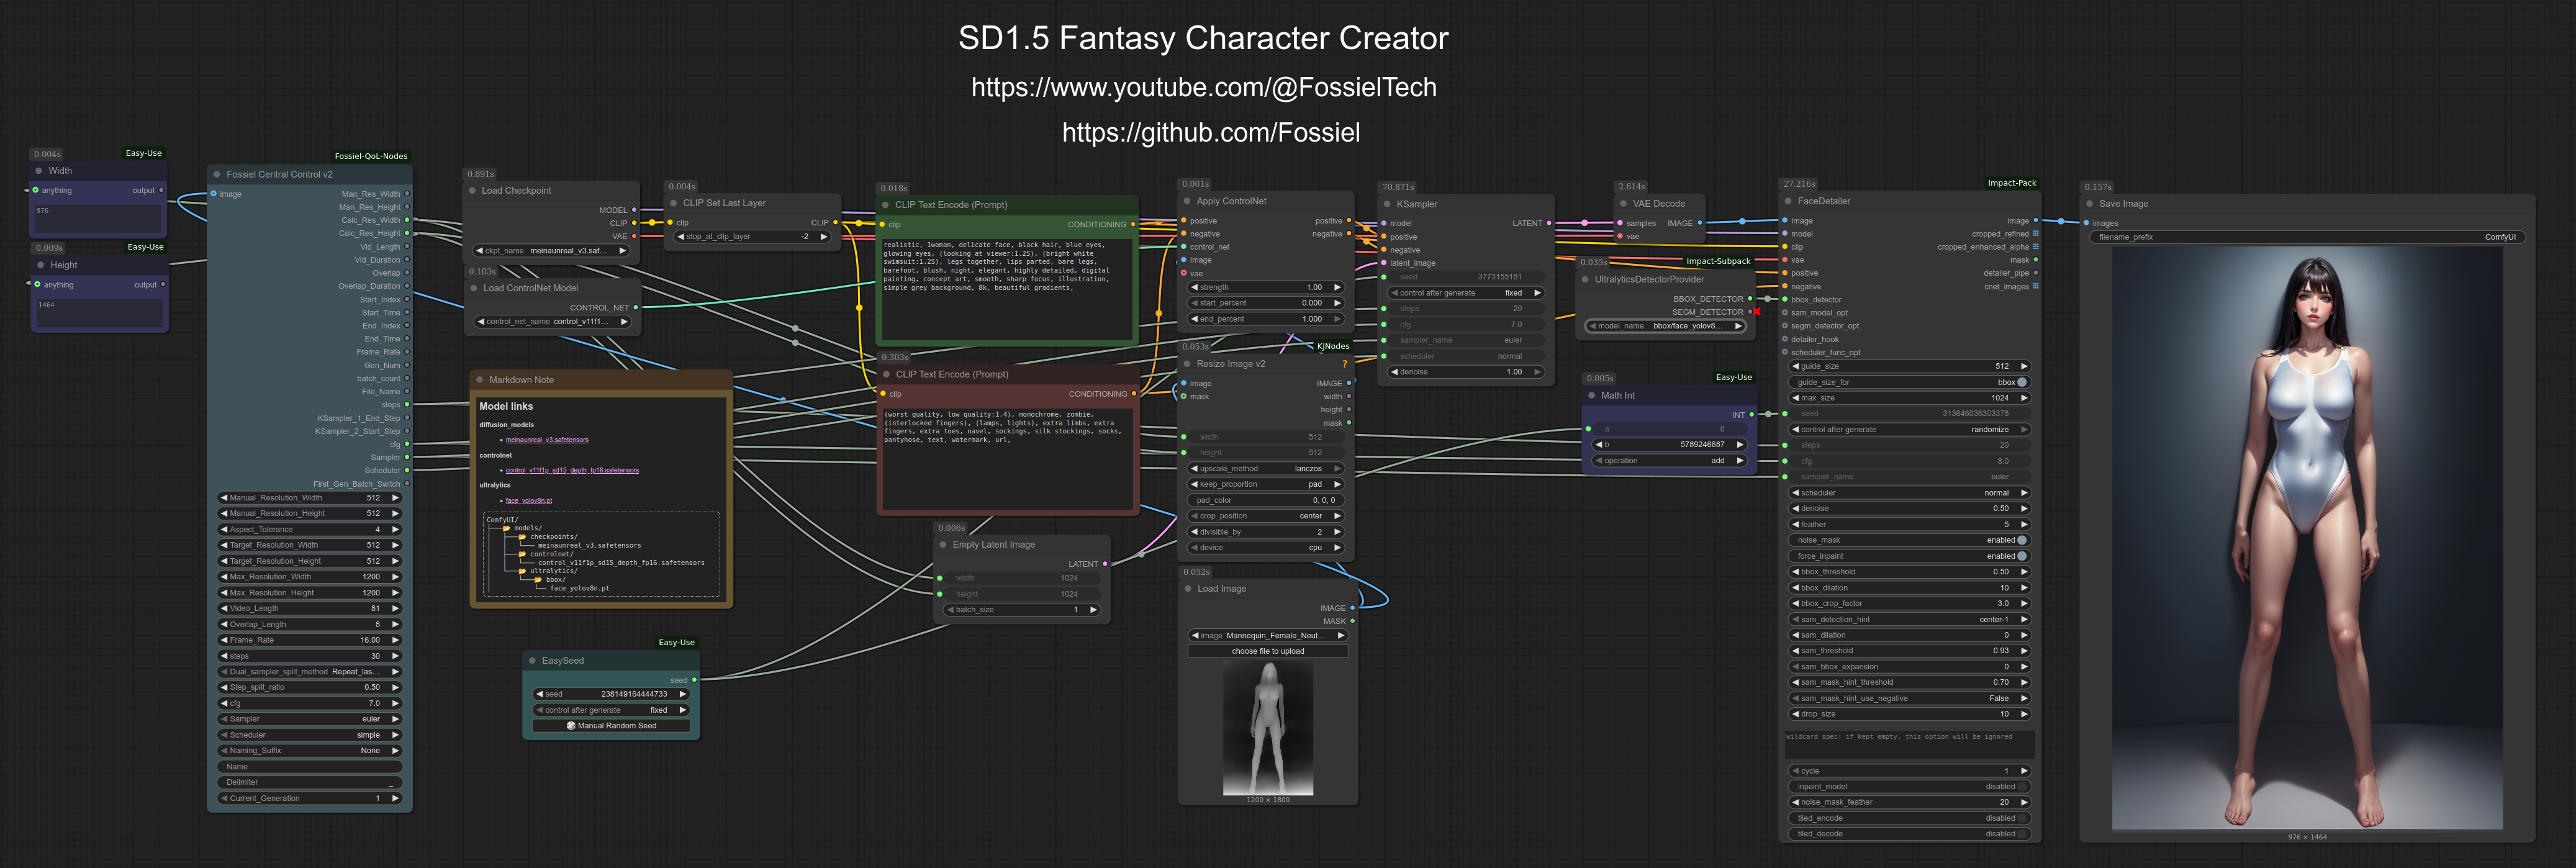 SD1.5 Fantasy Character Creator
https://www.youtube.com/@FossielTech
https://github.com/Fossiel
0.004s
Easy-Use
Width
anything output
976
0.009s
Easy-Use
Height
anything output
1464
Fossiel-QoL-Nodes
Fossiel Central Control v2
image
Man_Res_Width
Man_Res_Height
Calc_Res_Width
Calc_Res_Height
Vid_Length
Vid_Duration
Overlap
Overlap_Duration
Start_Index
Start_Time
End_Index
End_Time
Frame_Rate
Gen_Num
batch_count
File_Name
steps
KSampler_1_End_Step
KSampler_2_Start_Step
cfg
Sampler
Scheduler
First_Gen_Batch_Switch
Manual_Resolution_Width 512
Manual_Resolution_Height 512
Aspect_Tolerance 4
Target_Resolution_Width 512
Target_Resolution_Height 512
Max_Resolution_Width 1200
Max_Resolution_Height 1200
Video_Length 81
Overlap_Length 8
Frame_Rate 16.00
steps 30
Dual_sampler_split_method Repeat_las...
Step_split_ratio 0.50
cfg 7.0
Sampler euler
Scheduler simple
Naming_Suffix None
Name
Delimiter _
Current_Generation 1
0.891s
Load Checkpoint
MODEL
CLIP
VAE
ckpt_name meinaunreal_v3.saf...
0.103s
Load ControlNet Model
CONTROL_NET
control_net_name control_v11f1...
0.004s
CLIP Set Last Layer
clip CLIP
stop_at_clip_layer -2
Markdown Note
Model links
diffusion_models
• meinaunreal_v3.safetensors
controlnet
• control_v11f1p_sd15_depth_fp16.safetensors
ultralytics
• face_yolov8n.pt
ComfyUI/
models/
checkpoints/
meinaunreal_v3.safetensors
controlnet/
control_v11f1p_sd15_depth_fp16.safetensors
ultralytics/
bbox/
face_yolov8n.pt
Easy-Use
EasySeed
seed
seed 238149164444733
control after generate fixed
🎲 Manual Random Seed
0.018s
CLIP Text Encode (Prompt)
clip CONDITIONING
realistic, 1woman, delicate face, black hair, blue eyes,
glowing eyes, (looking at viewer:1.25), (bright white
swimsuit:1.25), legs together, lips parted, bare legs,
barefoot, blush, night, elegant, highly detailed, digital
painting, concept art, smooth, sharp focus, illustration,
simple grey background, 8k, beautiful gradients,
0.303s
CLIP Text Encode (Prompt)
clip CONDITIONING
(worst quality, low quality:1.4), monochrome, zombie,
(interlocked fingers), (lamps, lights), extra limbs, extra
fingers, extra toes, navel, sockings, silk stockings, socks,
pantyhose, text, watermark, url,
0.006s
Empty Latent Image
LATENT
width 1024
height 1024
batch_size 1
0.001s
Apply ControlNet
positive positive
negative negative
control_net
image
vae
strength 1.00
start_percent 0.000
end_percent 1.000
0.053s
KJNodes
Resize Image v2 ?
image IMAGE
mask width
height
mask
width 512
height 512
upscale_method lanczos
keep_proportion pad
pad_color 0, 0, 0
crop_position center
divisible_by 2
device cpu
0.052s
Load Image
IMAGE
MASK
image Mannequin_Female_Neut...
choose file to upload
1200 × 1800
70.871s
KSampler
model LATENT
positive
negative
latent_image
seed 3773155181
control after generate fixed
steps 20
cfg 7.0
sampler_name euler
scheduler normal
denoise 1.00
2.614s
VAE Decode
samples IMAGE
vae
0.035s
Impact-Subpack
UltralyticsDetectorProvider
BBOX_DETECTOR
SEGM_DETECTOR
model_name bbox/face_yolov8...
0.005s
Easy-Use
Math Int
INT
a 0
b 5789246687
operation add
27.216s
Impact-Pack
FaceDetailer
image image
model cropped_refined
clip cropped_enhanced_alpha
vae mask
positive detailer_pipe
negative cnet_images
bbox_detector
sam_model_opt
segm_detector_opt
detailer_hook
scheduler_func_opt
guide_size 512
guide_size_for bbox
max_size 1024
seed 313646036303378
control after generate randomize
steps 20
cfg 8.0
sampler_name euler
scheduler normal
denoise 0.50
feather 5
noise_mask enabled
force_inpaint enabled
bbox_threshold 0.50
bbox_dilation 10
bbox_crop_factor 3.0
sam_detection_hint center-1
sam_dilation 0
sam_threshold 0.93
sam_bbox_expansion 0
sam_mask_hint_threshold 0.70
sam_mask_hint_use_negative False
drop_size 10
wildcard spec: if kept empty, this option will be ignored
cycle 1
inpaint_model disabled
noise_mask_feather 20
tiled_encode disabled
tiled_decode disabled
0.157s
Save Image
images
filename_prefix ComfyUI
976 × 1464